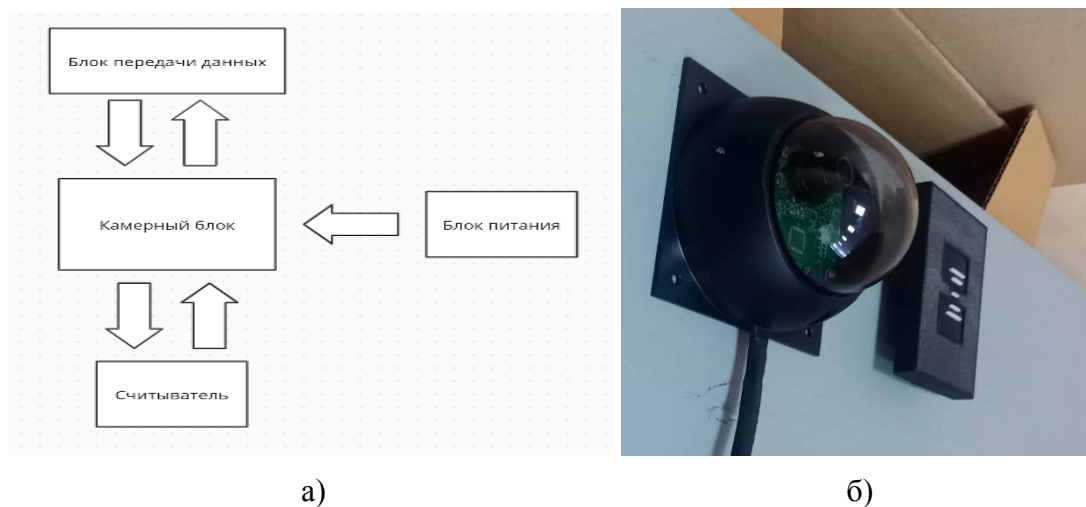 Блок передачи данных
Камерный блок
Блок питания
Считыватель
а)
б)